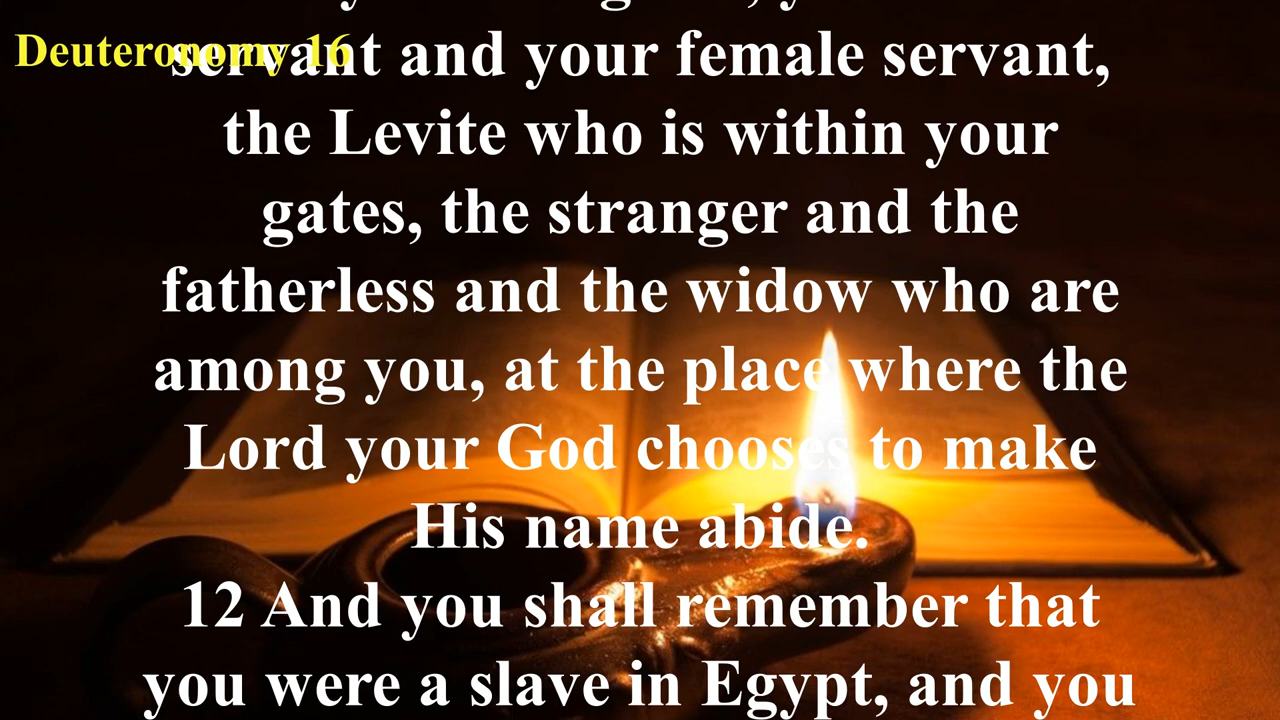 Deuteronomy 16
servant and your female servant,
the Levite who is within your
gates, the stranger and the
fatherless and the widow who are
among you, at the place where the
Lord your God chooses to make
His name abide.
12 And you shall remember that
you were a slave in Egypt, and you